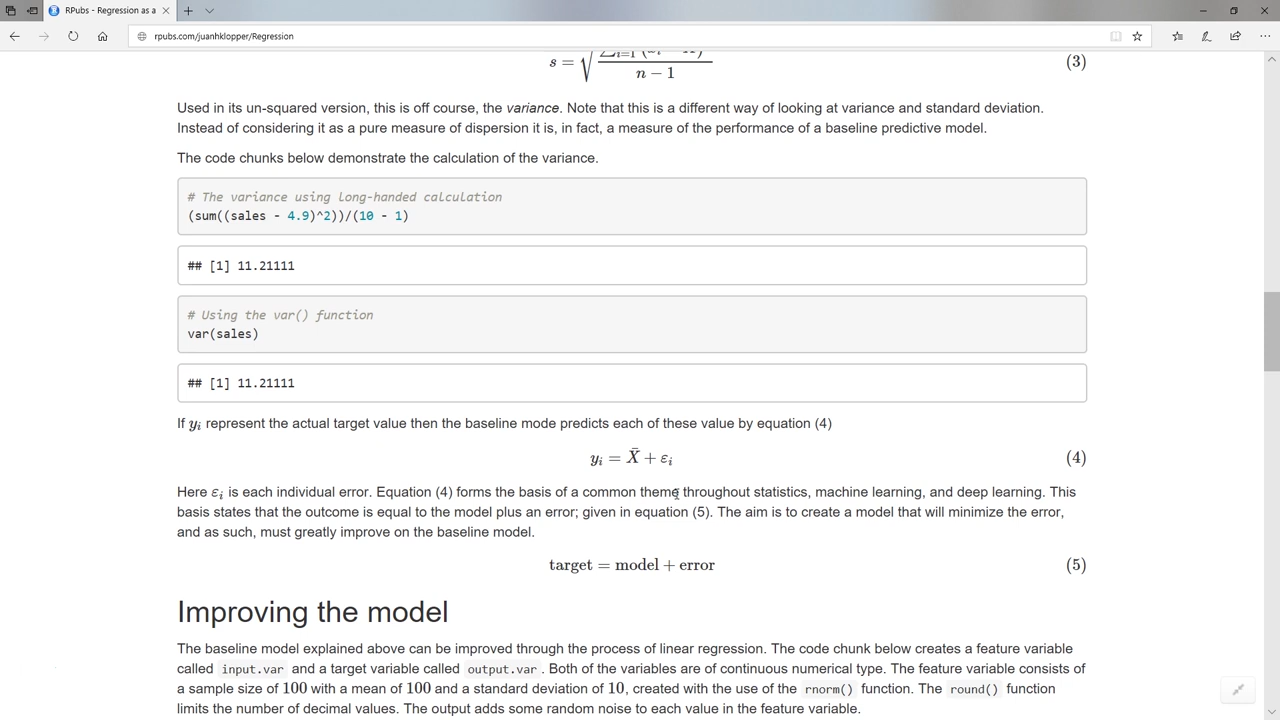 RPubs - Regression as a
rpubs.com/juanhklopper/Regression
s = √ n − 1 (3)
Used in its un-squared version, this is off course, the variance. Note that this is a different way of looking at variance and standard deviation.
Instead of considering it as a pure measure of dispersion it is, in fact, a measure of the performance of a baseline predictive model.
The code chunks below demonstrate the calculation of the variance.
# The variance using long-handed calculation
(sum((sales - 4.9)^2))/(10 - 1)
## [1] 11.21111
# Using the var() function
var(sales)
## [1] 11.21111
If yᵢ represent the actual target value then the baseline mode predicts each of these value by equation (4)
yᵢ = X̄ + εᵢ (4)
Here εᵢ is each individual error. Equation (4) forms the basis of a common theme throughout statistics, machine learning, and deep learning. This
basis states that the outcome is equal to the model plus an error; given in equation (5). The aim is to create a model that will minimize the error,
and as such, must greatly improve on the baseline model.
target = model + error (5)
Improving the model
The baseline model explained above can be improved through the process of linear regression. The code chunk below creates a feature variable
called input.var and a target variable called output.var . Both of the variables are of continuous numerical type. The feature variable consists of
a sample size of 100 with a mean of 100 and a standard deviation of 10, created with the use of the rnorm() function. The round() function
limits the number of decimal values. The output adds some random noise to each value in the feature variable.